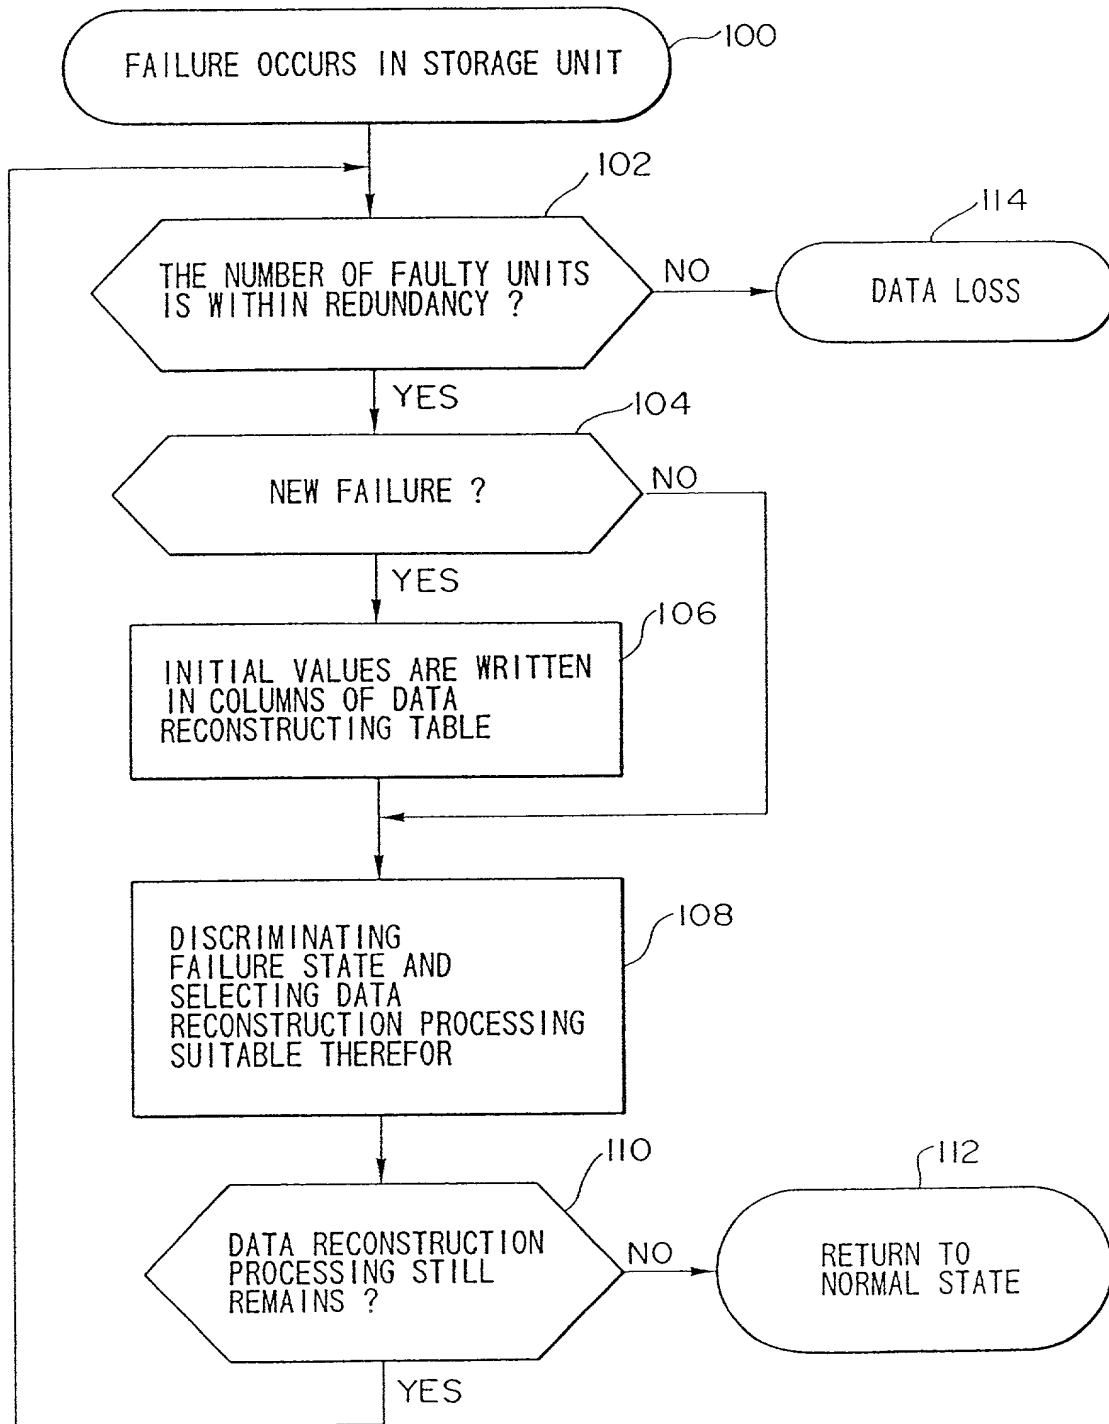 100
FAILURE OCCURS IN STORAGE UNIT
102
THE NUMBER OF FAULTY UNITS
IS WITHIN REDUNDANCY ?
NO
114
DATA LOSS
YES
104
NEW FAILURE ?
NO
YES
106
INITIAL VALUES ARE WRITTEN
IN COLUMNS OF DATA
RECONSTRUCTING TABLE
108
DISCRIMINATING
FAILURE STATE AND
SELECTING DATA
RECONSTRUCTION PROCESSING
SUITABLE THEREFOR
110
DATA RECONSTRUCTION
PROCESSING STILL
REMAINS ?
NO
112
RETURN TO
NORMAL STATE
YES